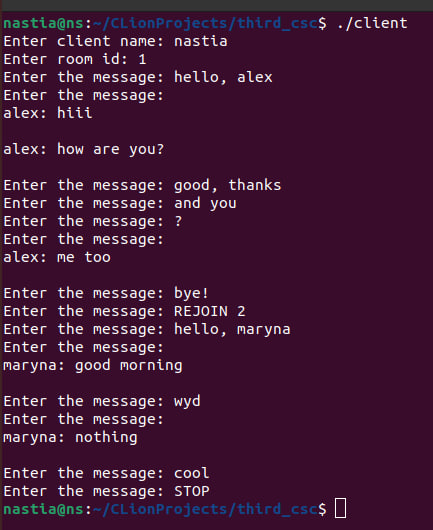 nastia@ns:~/CLionProjects/third_csc$ ./client
Enter client name: nastia
Enter room id: 1
Enter the message: hello, alex
Enter the message:
alex: hiii
alex: how are you?
Enter the message: good, thanks
Enter the message: and you
Enter the message: ?
Enter the message:
alex: me too
Enter the message: bye!
Enter the message: REJOIN 2
Enter the message: hello, maryna
Enter the message:
maryna: good morning
Enter the message: wyd
Enter the message:
maryna: nothing
Enter the message: cool
Enter the message: STOP
nastia@ns:~/CLionProjects/third_csc$